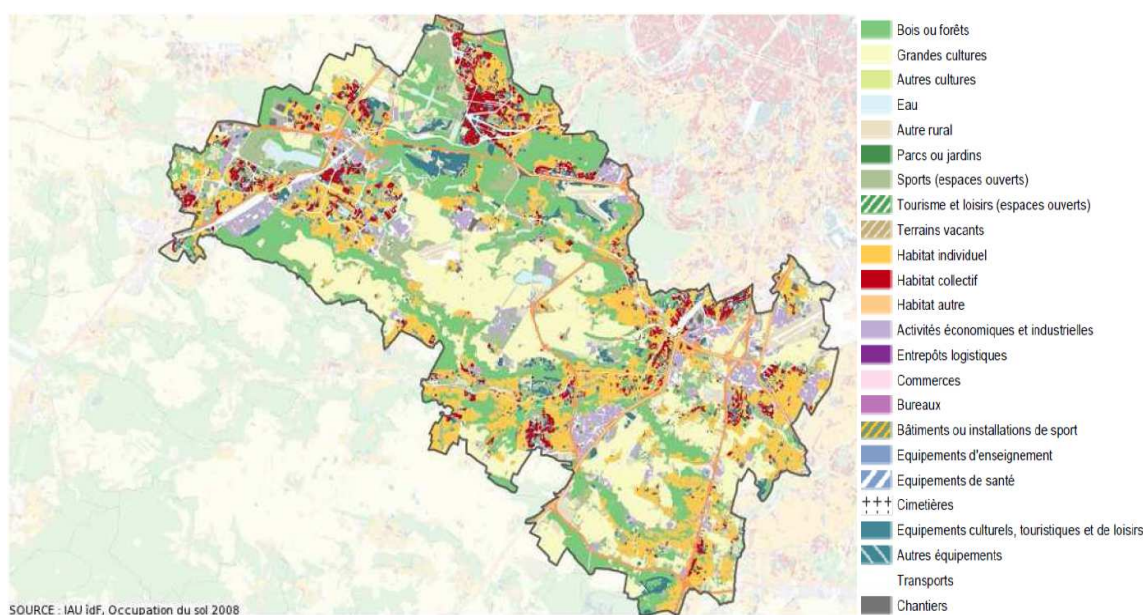 Bois ou forêts
Grandes cultures
Autres cultures
Eau
Autre rural
Parcs ou jardins
Sports (espaces ouverts)
Tourisme et loisirs (espaces ouverts)
Terrains vacants
Habitat individuel
Habitat collectif
Habitat autre
Activités économiques et industrielles
Entrepôts logistiques
Commerces
Bureaux
Bâtiments ou installations de sport
Equipements d'enseignement
Equipements de santé
Cimetières
Equipements culturels, touristiques et de loisirs
Autres équipements
Transports
Chantiers
SOURCE : IAU îdF, Occupation du sol 2008